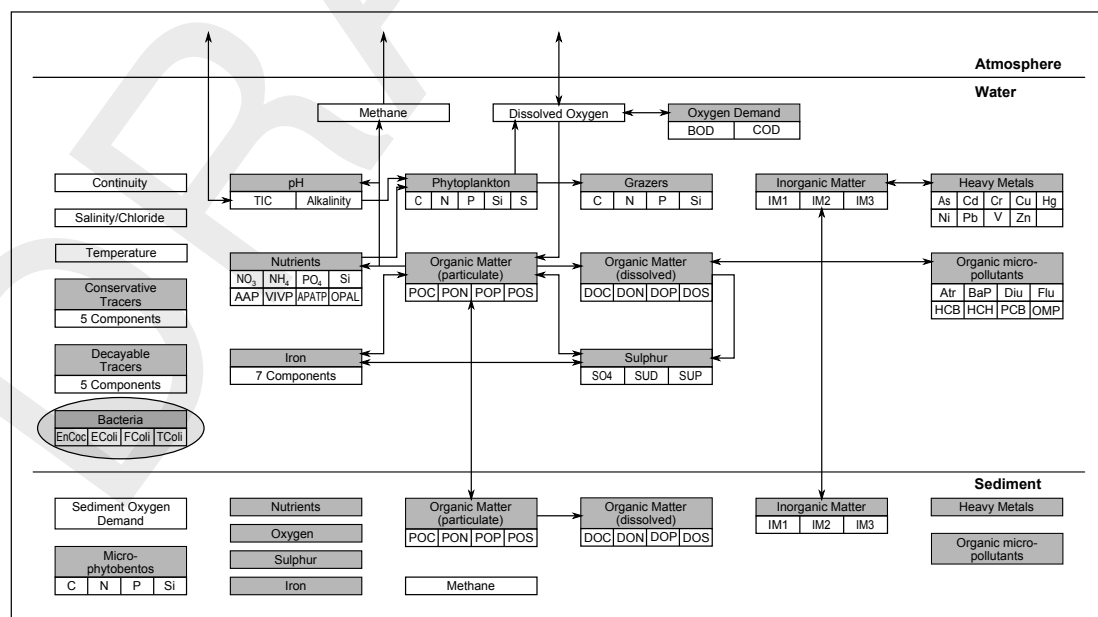 DRA
Atmosphere
Water
Methane
Dissolved Oxygen
Oxygen Demand
BOD COD
Continuity
pH
TIC Alkalinity
Phytoplankton
C N P Si S
Grazers
C N P Si
Inorganic Matter
IM1 IM2 IM3
Heavy Metals
As Cd Cr Cu Hg
Ni Pb V Zn
Salinity/Chloride
Temperature
Nutrients
NO3 NH4 PO4 Si
AAP VIVP APATP OPAL
Organic Matter
(particulate)
POC PON POP POS
Organic Matter
(dissolved)
DOC DON DOP DOS
Organic micro-
pollutants
Atr BaP Diu Flu
HCB HCH PCB OMP
Conservative
Tracers
5 Components
Decayable
Tracers
5 Components
Iron
7 Components
Sulphur
SO4 SUD SUP
Bacteria
EnCoc EColi FColi TColi
Sediment
Sediment Oxygen
Demand
Nutrients
Oxygen
Sulphur
Iron
Organic Matter
(particulate)
POC PON POP POS
Organic Matter
(dissolved)
DOC DON DOP DOS
Inorganic Matter
IM1 IM2 IM3
Heavy Metals
Organic micro-
pollutants
Micro-
phytobentos
C N P Si
Methane